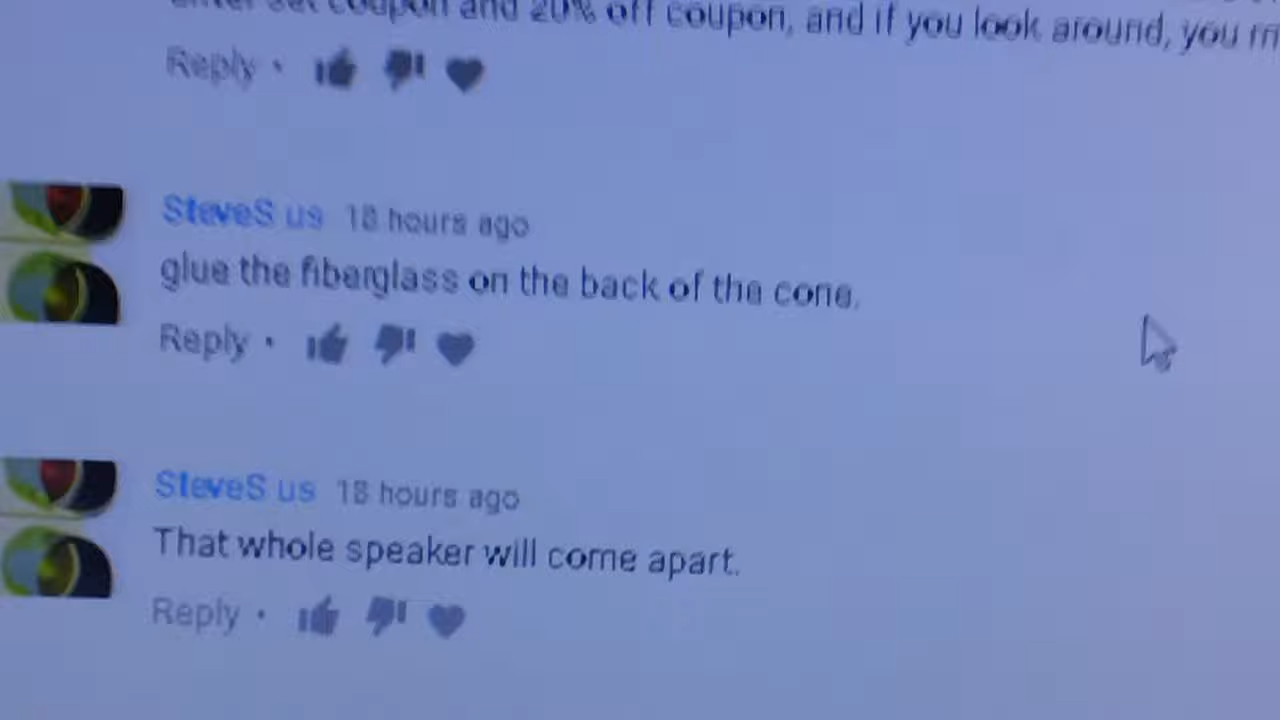 set coupon and 20% off coupon, and if you look around, you
Reply •
SteveS us 18 hours ago
glue the fiberglass on the back of the cone.
Reply •
SteveS us 18 hours ago
That whole speaker will come apart.
Reply •